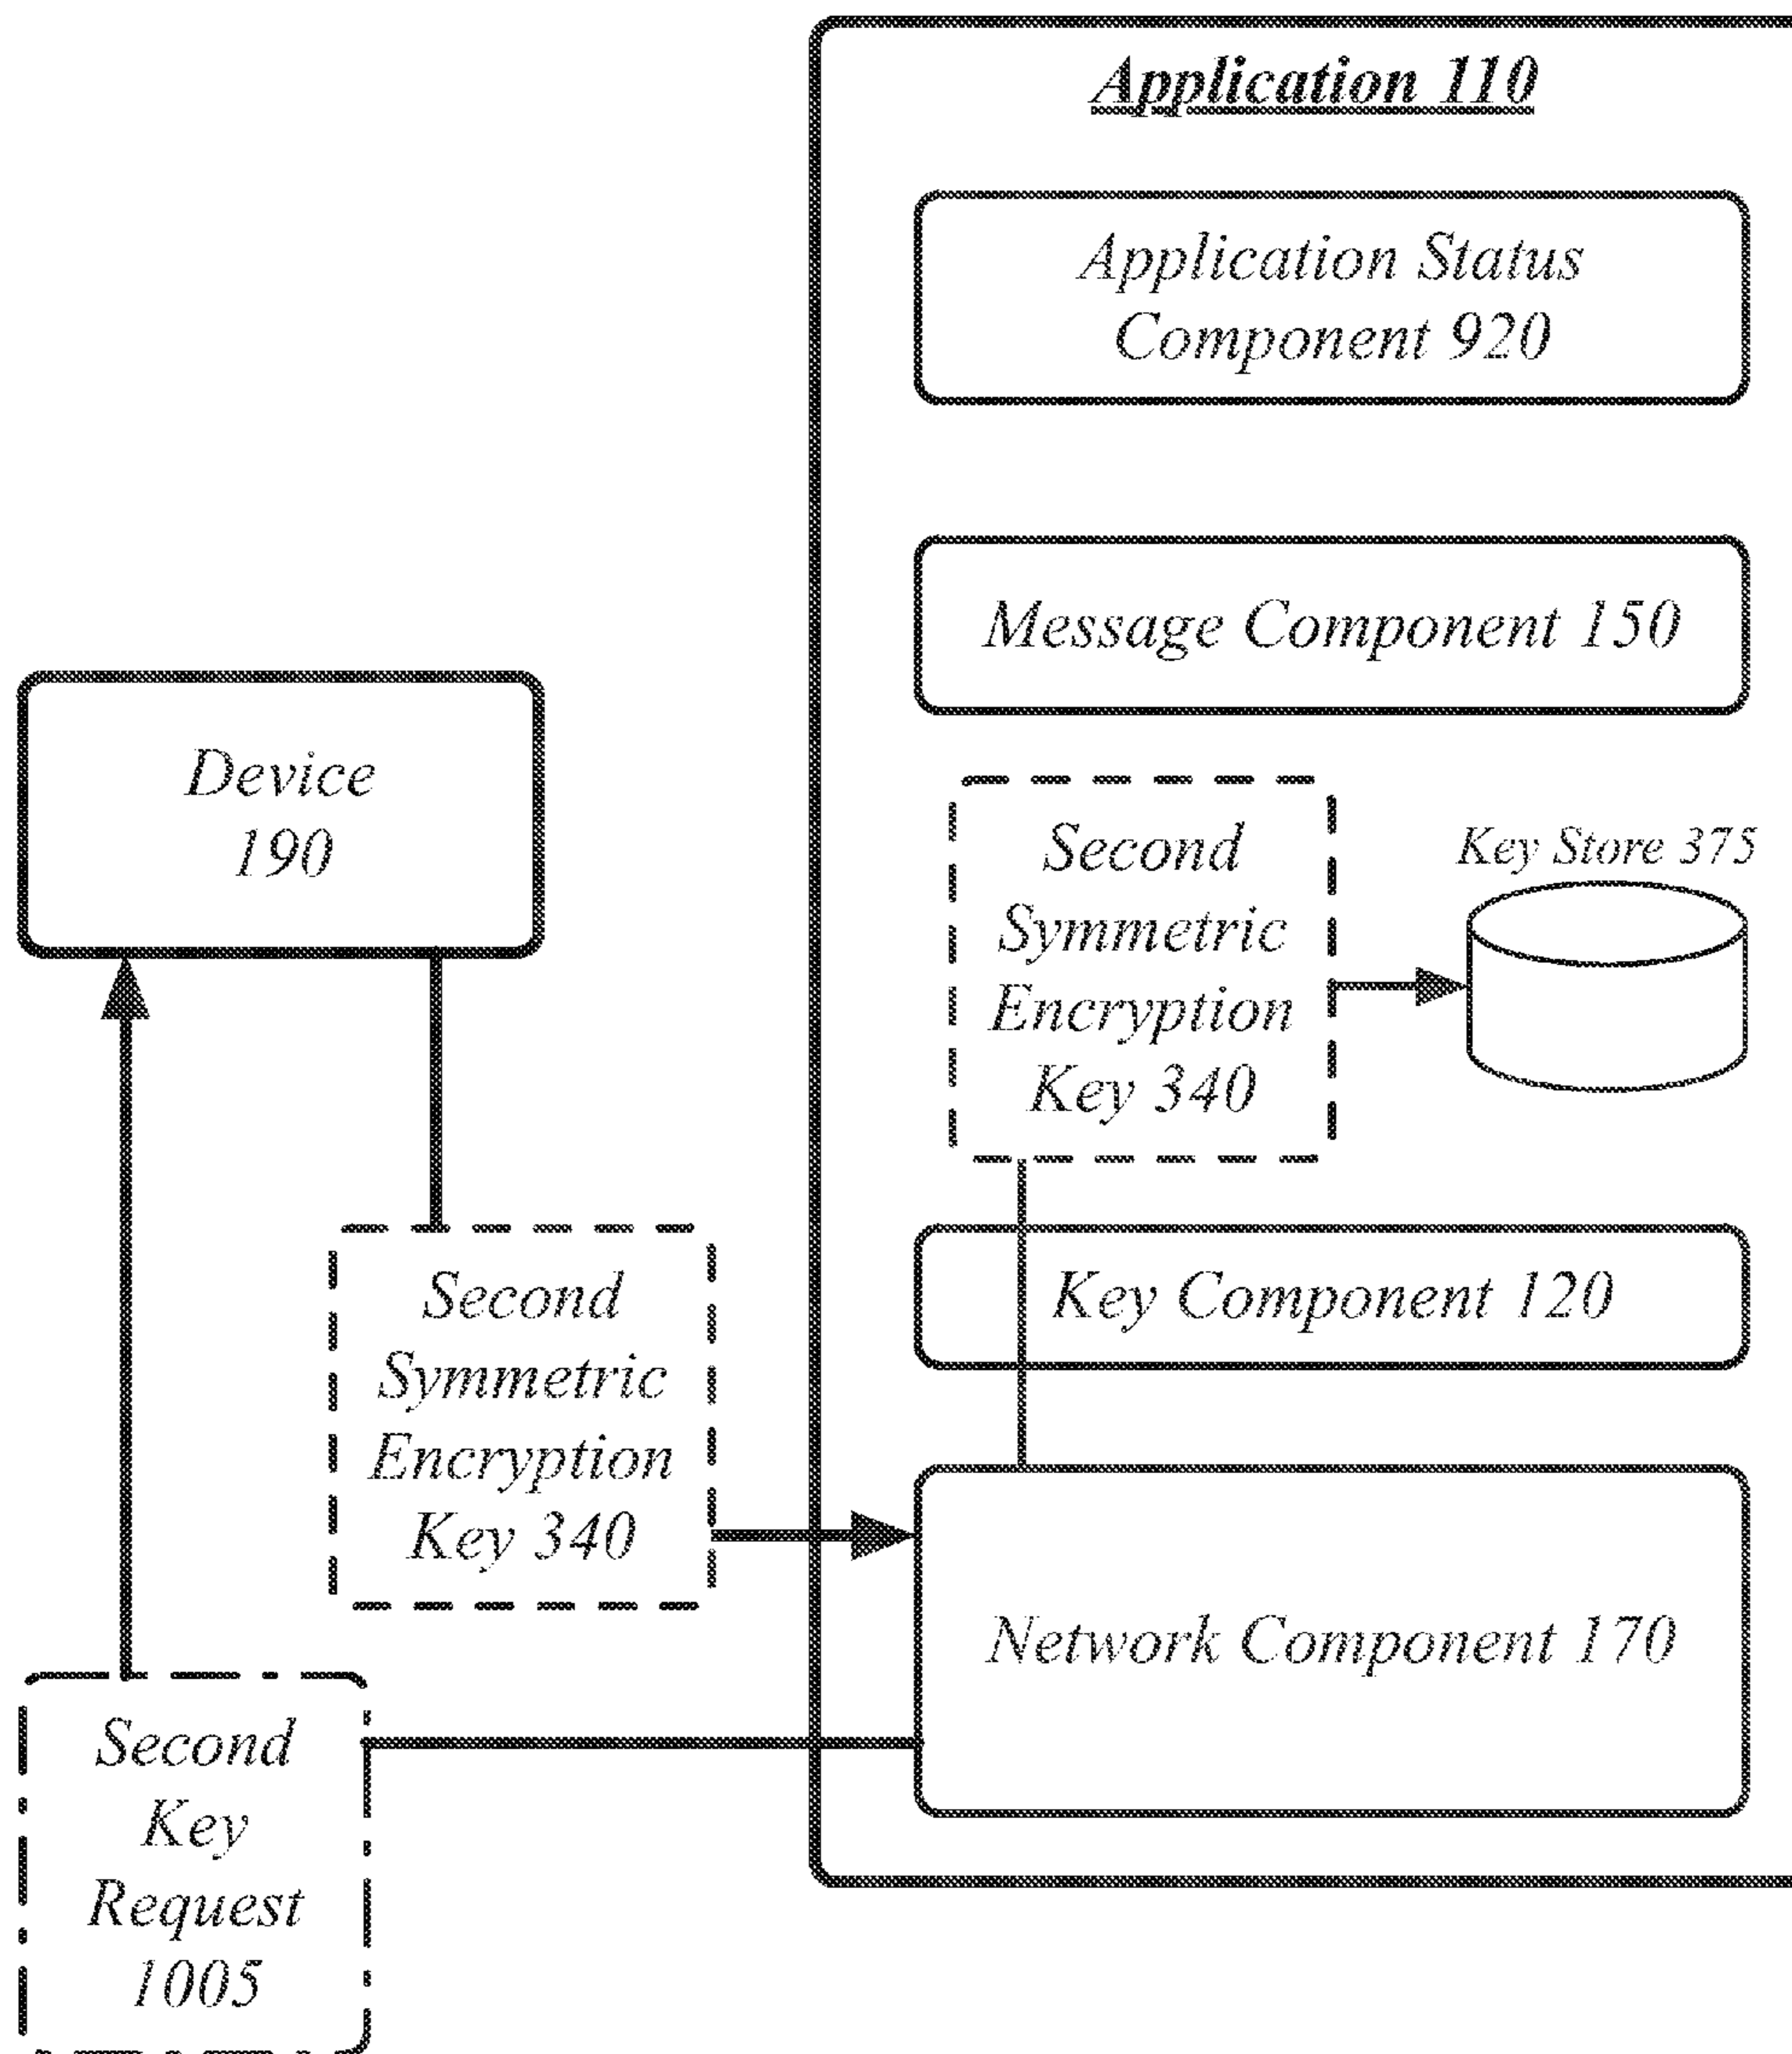 Application 110
Application Status
Component 920
Message Component 150
Device
190
Second
Symmetric
Encryption
Key 340
Key Store 375
Key Component 120
Second
Symmetric
Encryption
Key 340
Network Component 170
Second
Key
Request
1005